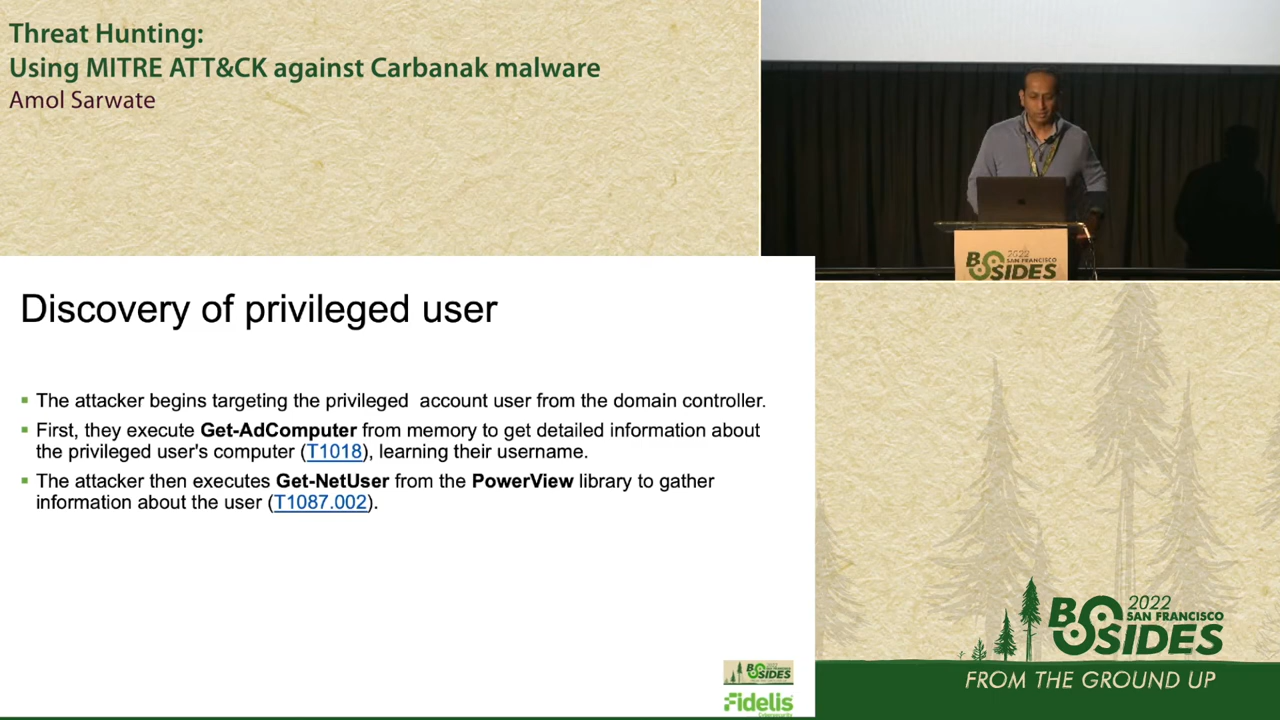 Threat Hunting:
Using MITRE ATT&CK against Carbanak malware
Amol Sarwate
2022
SAN FRANCISCO
BSIDES
Discovery of privileged user
▪ The attacker begins targeting the privileged account user from the domain controller.
▪ First, they execute Get-AdComputer from memory to get detailed information about
the privileged user's computer (T1018), learning their username.
▪ The attacker then executes Get-NetUser from the PowerView library to gather
information about the user (T1087.002).
2022
SAN FRANCISCO
BSIDES
FROM THE GROUND UP
BSIDES
Fidelis
Cybersecurity